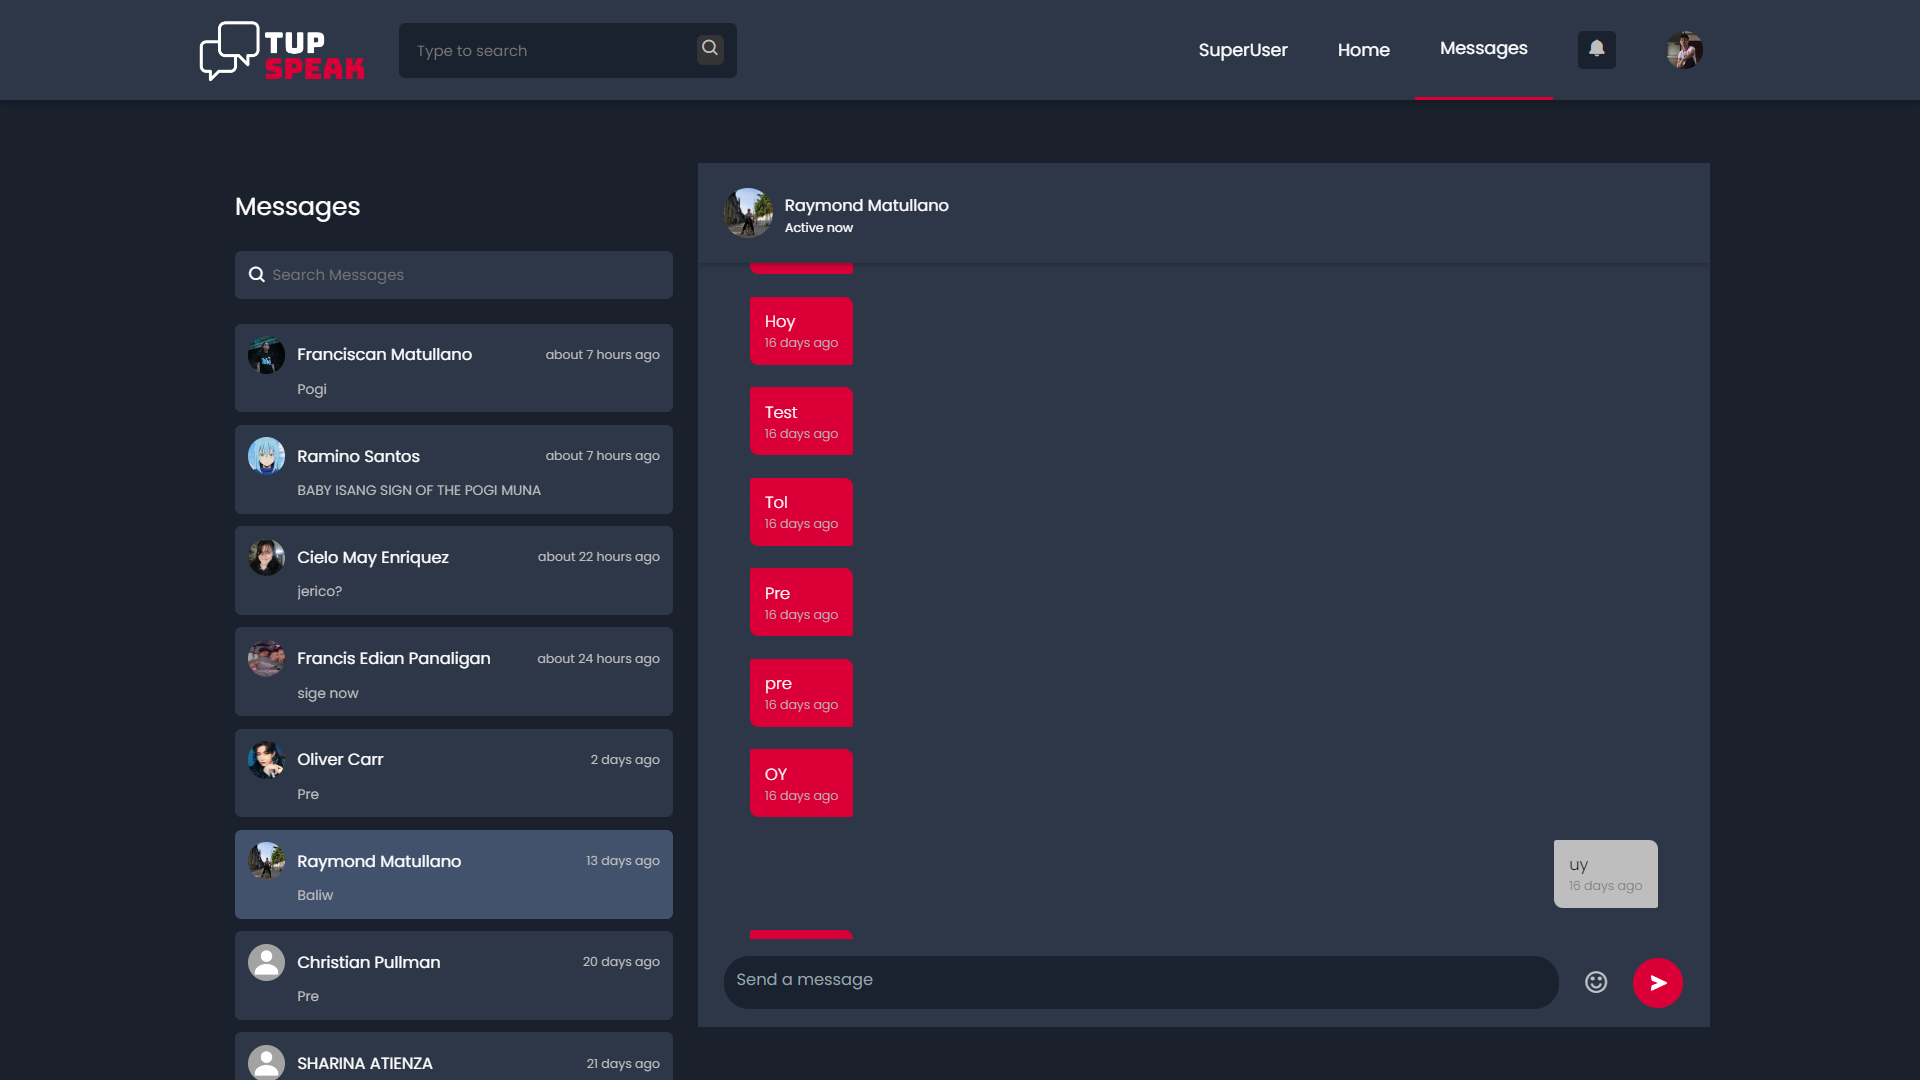 TUP
SPEAK
Type to search
SuperUser
Home
Messages
Messages
Search Messages
Franciscan Matullano
about 7 hours ago
Pogi
Ramino Santos
about 7 hours ago
BABY ISANG SIGN OF THE POGI MUNA
Cielo May Enriquez
about 22 hours ago
jerico?
Francis Edian Panaligan
about 24 hours ago
sige now
Oliver Carr
2 days ago
Pre
Raymond Matullano
13 days ago
Baliw
Christian Pullman
20 days ago
Pre
SHARINA ATIENZA
21 days ago
Raymond Matullano
Active now
Hoy
16 days ago
Test
16 days ago
Tol
16 days ago
Pre
16 days ago
pre
16 days ago
OY
16 days ago
uy
16 days ago
Send a message